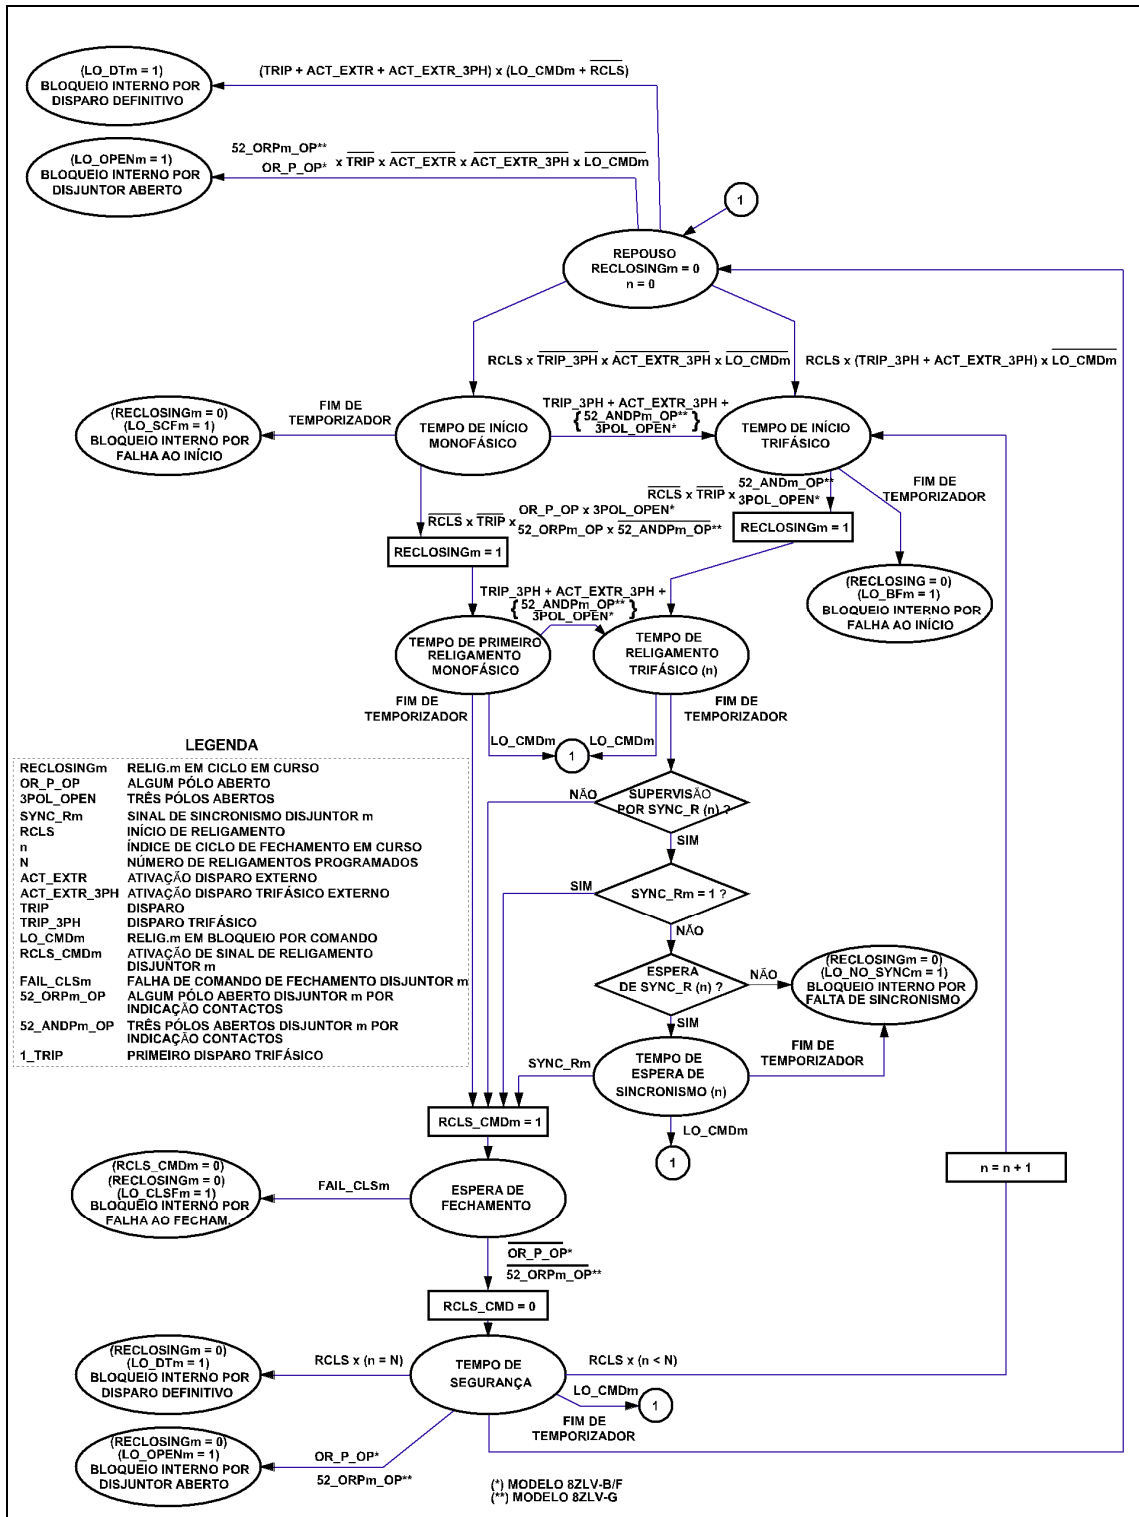 (LO_DTm = 1)
BLOQUEIO INTERNO POR
DISPARO DEFINITIVO
(TRIP + ACT_EXTR + ACT_EXTR_3PH) x (LO_CMDm + RCLS)
(LO_OPENm = 1)
BLOQUEIO INTERNO POR
DISJUNTOR ABERTO
52_ORPm_OP**
OR_P_OP*
x TRIP x ACT_EXTR x ACT_EXTR_3PH x LO_CMDm
1
REPOUSO
RECLOSINGm = 0
n = 0
RCLS x TRIP_3PH x ACT_EXTR_3PH x LO_CMDm
RCLS x (TRIP_3PH + ACT_EXTR_3PH) x LO_CMDm
(RECLOSINGm = 0)
(LO_SCFm = 1)
BLOQUEIO INTERNO POR
FALHA AO INÍCIO
FIM DE
TEMPORIZADOR
TEMPO DE INÍCIO
MONOFÁSICO
TRIP_3PH + ACT_EXTR_3PH +
{ 52_ANDPm_OP** }
3POL_OPEN*
TEMPO DE INÍCIO
TRIFÁSICO
RCLS x TRIP x
52_ANDm_OP**
3POL_OPEN*
FIM DE
TEMPORIZADOR
RCLS x TRIP x
OR_P_OP x 3POL_OPEN*
52_ORPm_OP x 52_ANDPm_OP**
RECLOSINGm = 1
RECLOSINGm = 1
(RECLOSING = 0)
(LO_BFm = 1)
BLOQUEIO INTERNO POR
FALHA AO INÍCIO
TRIP_3PH + ACT_EXTR_3PH +
{ 52_ANDPm_OP** }
3POL_OPEN*
TEMPO DE PRIMEIRO
RELIGAMENTO
MONOFÁSICO
TEMPO DE
RELIGAMENTO
TRIFÁSICO (n)
FIM DE
TEMPORIZADOR
FIM DE
TEMPORIZADOR
LO_CMDm
1
LO_CMDm
NÃO
SUPERVISÃO
POR SYNC_R (n) ?
SIM
SIM
SYNC_Rm = 1 ?
NÃO
ESPERA
DE SYNC_R (n) ?
NÃO
(RECLOSINGm = 0)
(LO_NO_SYNCm = 1)
BLOQUEIO INTERNO POR
FALTA DE SINCRONISMO
SIM
SYNC_Rm
TEMPO DE
ESPERA DE
SINCRONISMO (n)
FIM DE
TEMPORIZADOR
LO_CMDm
1
LEGENDA
RECLOSINGm RELIG.m EM CICLO EM CURSO
OR_P_OP ALGUM PÓLO ABERTO
3POL_OPEN TRÊS PÓLOS ABERTOS
SYNC_Rm SINAL DE SINCRONISMO DISJUNTOR m
RCLS INÍCIO DE RELIGAMENTO
n ÍNDICE DE CICLO DE FECHAMENTO EM CURSO
N NÚMERO DE RELIGAMENTOS PROGRAMADOS
ACT_EXTR ATIVAÇÃO DISPARO EXTERNO
ACT_EXTR_3PH ATIVAÇÃO DISPARO TRIFÁSICO EXTERNO
TRIP DISPARO
TRIP_3PH DISPARO TRIFÁSICO
LO_CMDm RELIG.m EM BLOQUEIO POR COMANDO
RCLS_CMDm ATIVAÇÃO DE SINAL DE RELIGAMENTO
DISJUNTOR m
FAIL_CLSm FALHA DE COMANDO DE FECHAMENTO DISJUNTOR m
52_ORPm_OP ALGUM PÓLO ABERTO DISJUNTOR m POR
INDICAÇÃO CONTACTOS
52_ANDPm_OP TRÊS PÓLOS ABERTOS DISJUNTOR m POR
INDICAÇÃO CONTACTOS
1_TRIP PRIMEIRO DISPARO TRIFÁSICO
RCLS_CMDm = 1
(RCLS_CMDm = 0)
(RECLOSINGm = 0)
(LO_CLSFm = 1)
BLOQUEIO INTERNO POR
FALHA AO FECHAM.
FAIL_CLSm
ESPERA DE
FECHAMENTO
n = n + 1
OR_P_OP*
52_ORPm_OP**
RCLS_CMD = 0
(RECLOSINGm = 0)
(LO_DTm = 1)
BLOQUEIO INTERNO POR
DISPARO DEFINITIVO
RCLS x (n = N)
TEMPO DE
SEGURANÇA
RCLS x (n < N)
LO_CMDm
1
FIM DE
TEMPORIZADOR
(RECLOSINGm = 0)
(LO_OPENm = 1)
BLOQUEIO INTERNO POR
DISJUNTOR ABERTO
OR_P_OP*
52_ORPm_OP**
(*) MODELO 8ZLV-B/F
(**) MODELO 8ZLV-G